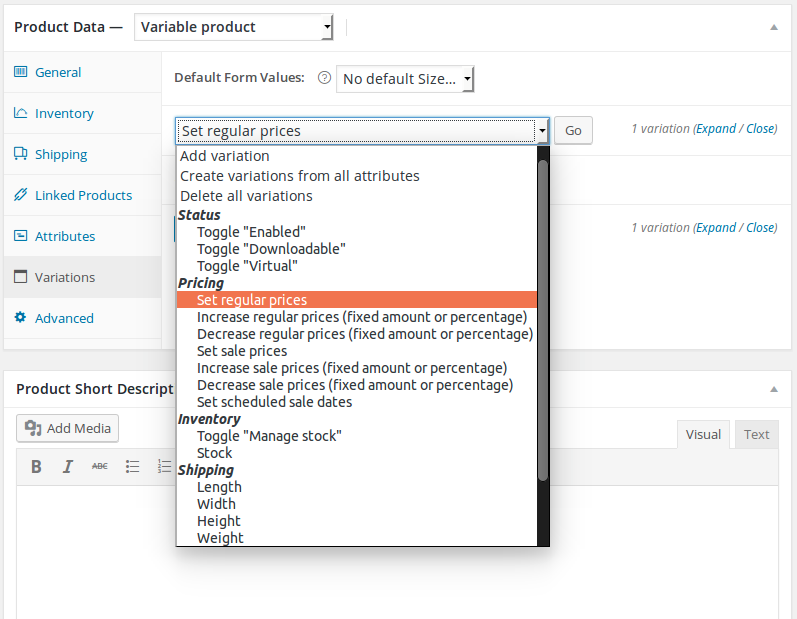 Product Data — Variable product
General
Inventory
Shipping
Linked Products
Attributes
Variations
Advanced
Default Form Values: ? No default Size...
Set regular prices Go 1 variation (Expand / Close)
Add variation
Create variations from all attributes
Delete all variations
Status
Toggle "Enabled"
Toggle "Downloadable"
Toggle "Virtual"
Pricing
Set regular prices
Increase regular prices (fixed amount or percentage)
Decrease regular prices (fixed amount or percentage)
Set sale prices
Increase sale prices (fixed amount or percentage)
Decrease sale prices (fixed amount or percentage)
Set scheduled sale dates
Inventory
Toggle "Manage stock"
Stock
Shipping
Length
Width
Height
Weight
1 variation (Expand / Close)
Product Short Descript
Add Media
Visual Text
B I ABC